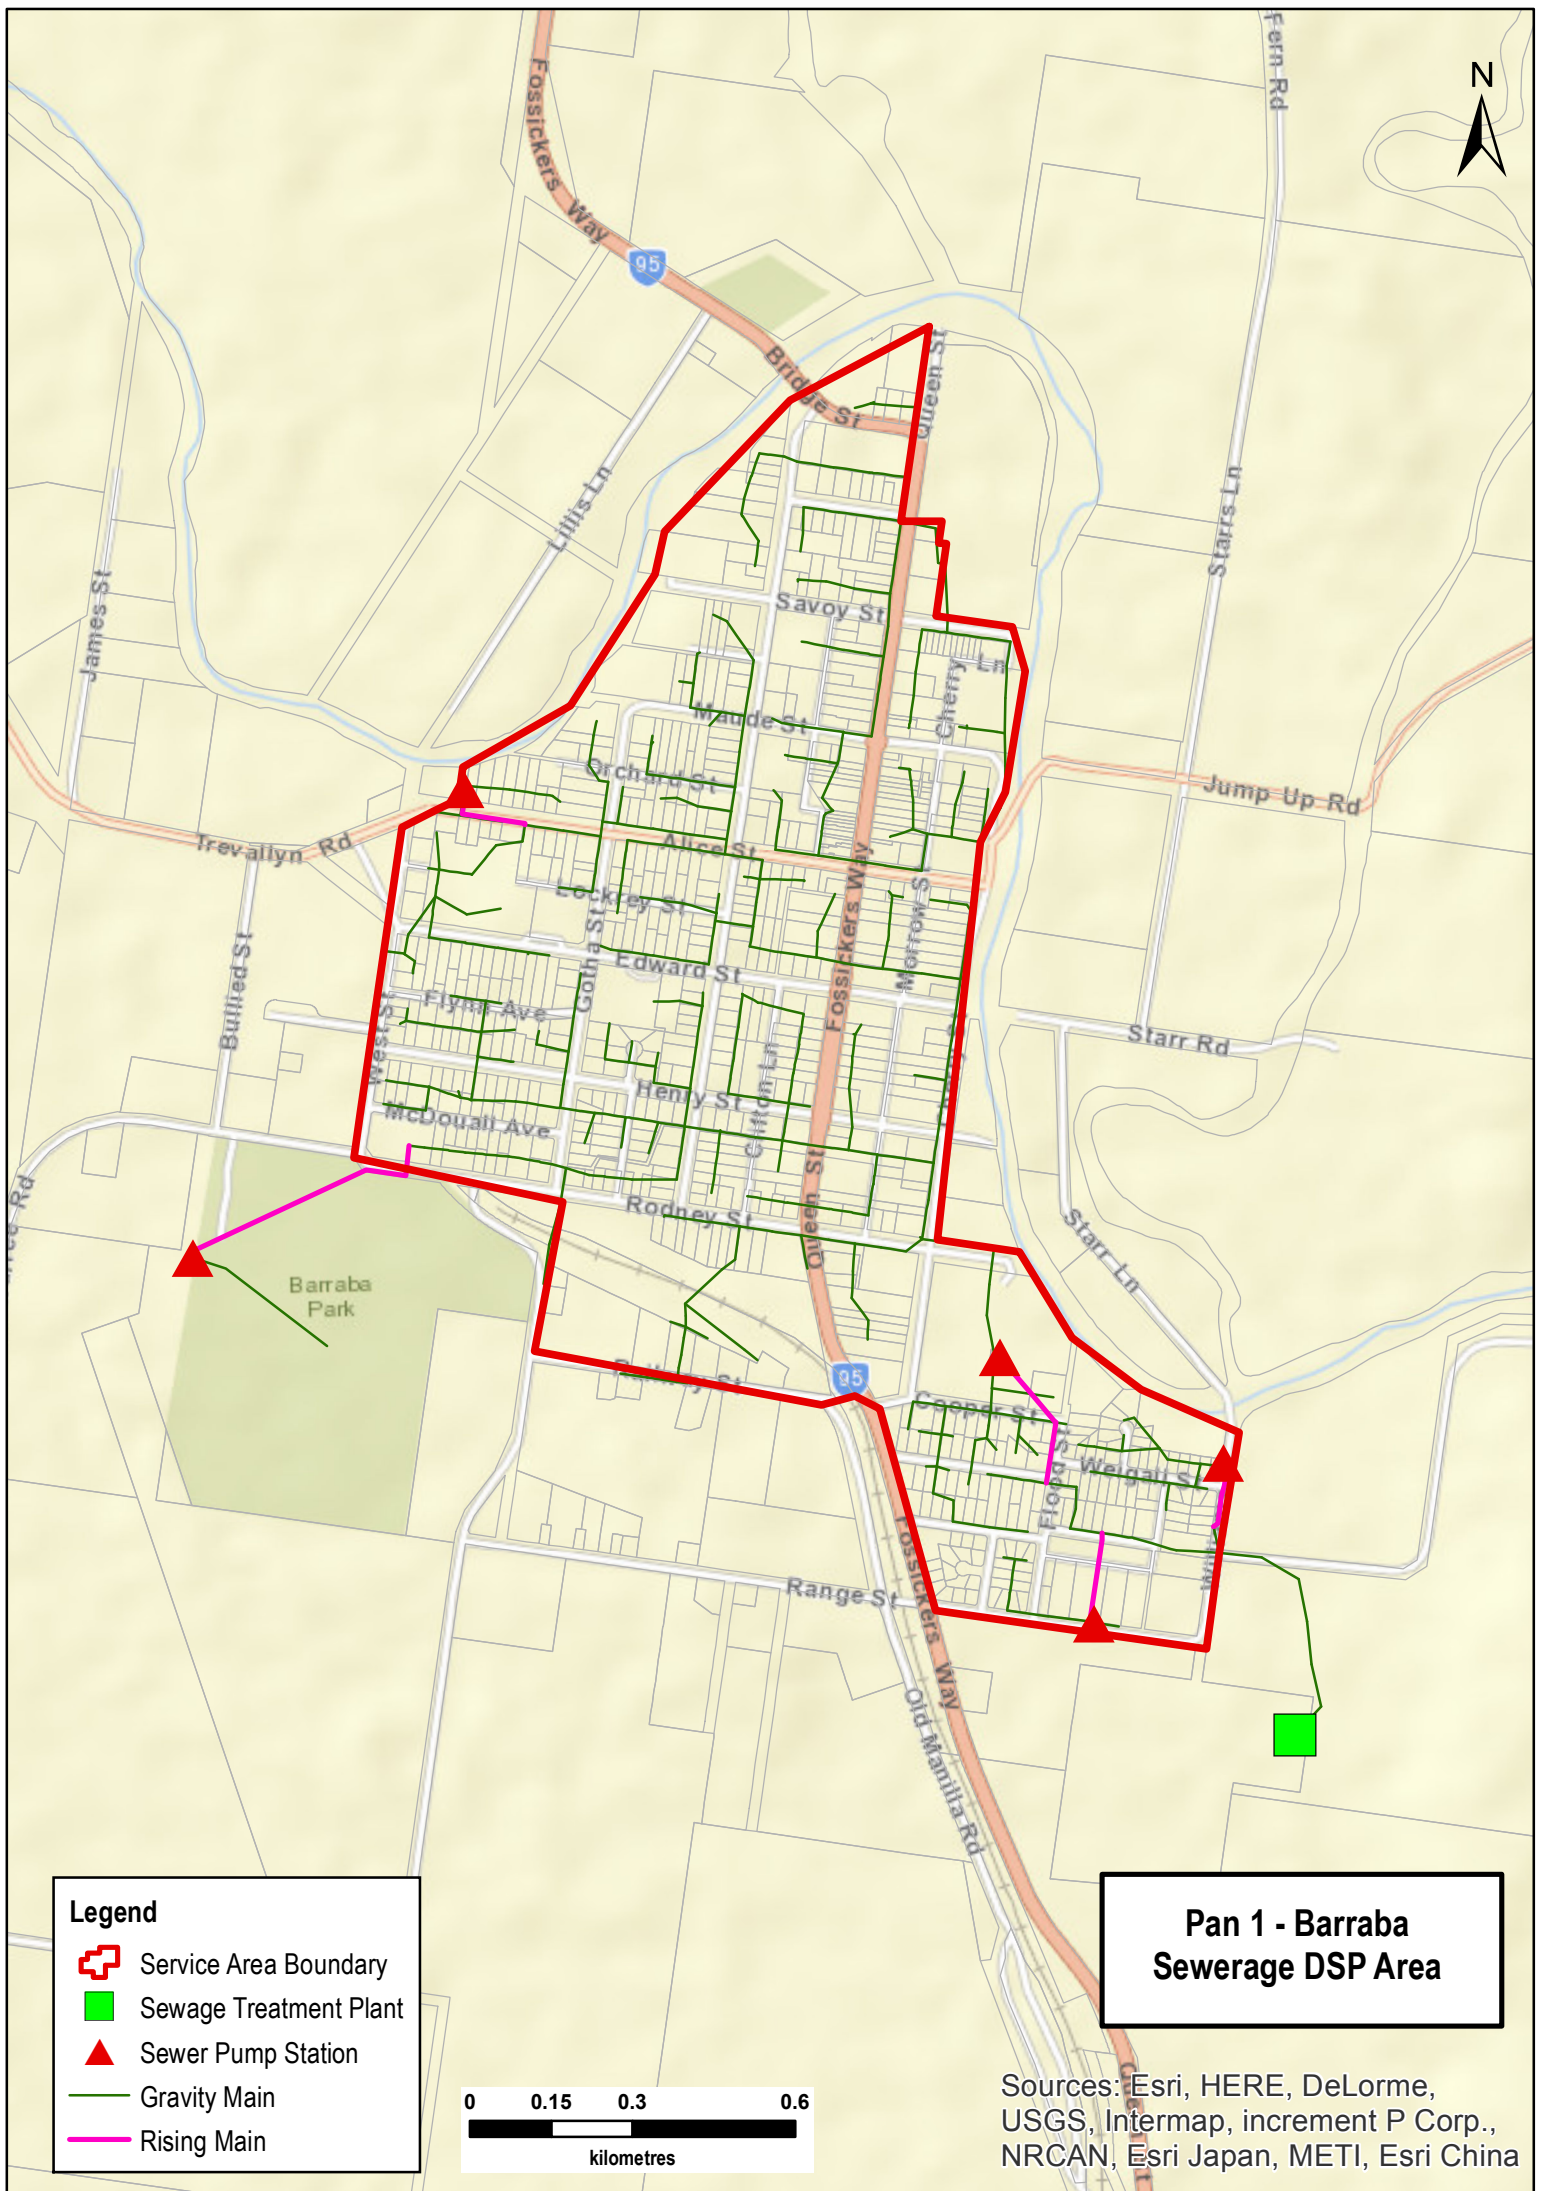 Fern Rd
N
Fossickers Way
95
Bridge St
Queen St
Lillis Ln
Starrs Ln
James St
Savoy St
Cherry Ln
Maude St
Orchard St
Jump Up Rd
Trevallyn Rd
Alice St
Lockrey St
Fossickers Way
Morrow St
Gotha St
Bullied St
Edward St
Flynn Ave
West St
Starr Rd
Henry St
Clifton Ln
McDouall Ave
Rodney St
Queen St
Starr Ln
Barraba
Park
Railway St
95
Cooper St
Flood St
Weigall St
Fossickers Way
Range St
Old Manilla Rd
Legend
Service Area Boundary
Sewage Treatment Plant
Sewer Pump Station
Gravity Main
Rising Main
0 0.15 0.3 0.6
kilometres
Pan 1 - Barraba
Sewerage DSP Area
Sources: Esri, HERE, DeLorme,
USGS, Intermap, increment P Corp.,
NRCAN, Esri Japan, METI, Esri China